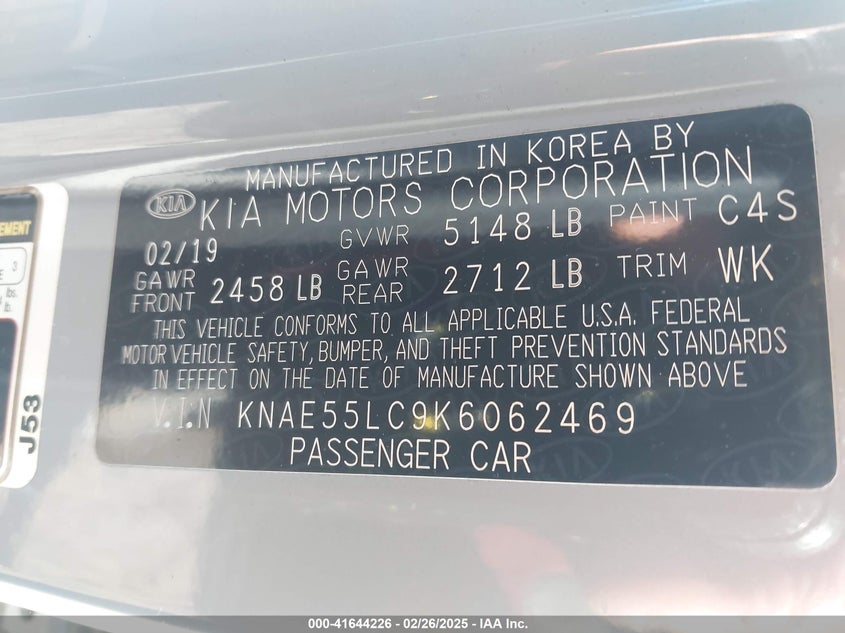 MANUFACTURED IN KOREA BY
KIA KIA MOTORS CORPORATION
02/19 GVWR 5148 LB PAINT C4S
GAWR FRONT 2458 LB GAWR REAR 2712 LB TRIM WK
THIS VEHICLE CONFORMS TO ALL APPLICABLE U.S.A. FEDERAL
MOTOR VEHICLE SAFETY, BUMPER, AND THEFT PREVENTION STANDARDS
IN EFFECT ON THE DATE OF MANUFACTURE SHOWN ABOVE
V.I.N KNAE55LC9K6062469
PASSENGER CAR
J53
000-41644226 - 02/26/2025 - IAA Inc.